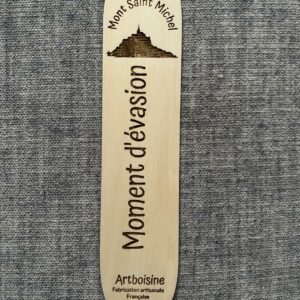 Mont Saint Michel
Moment d'évasion
Artboisine
Fabrication artisanale
Française